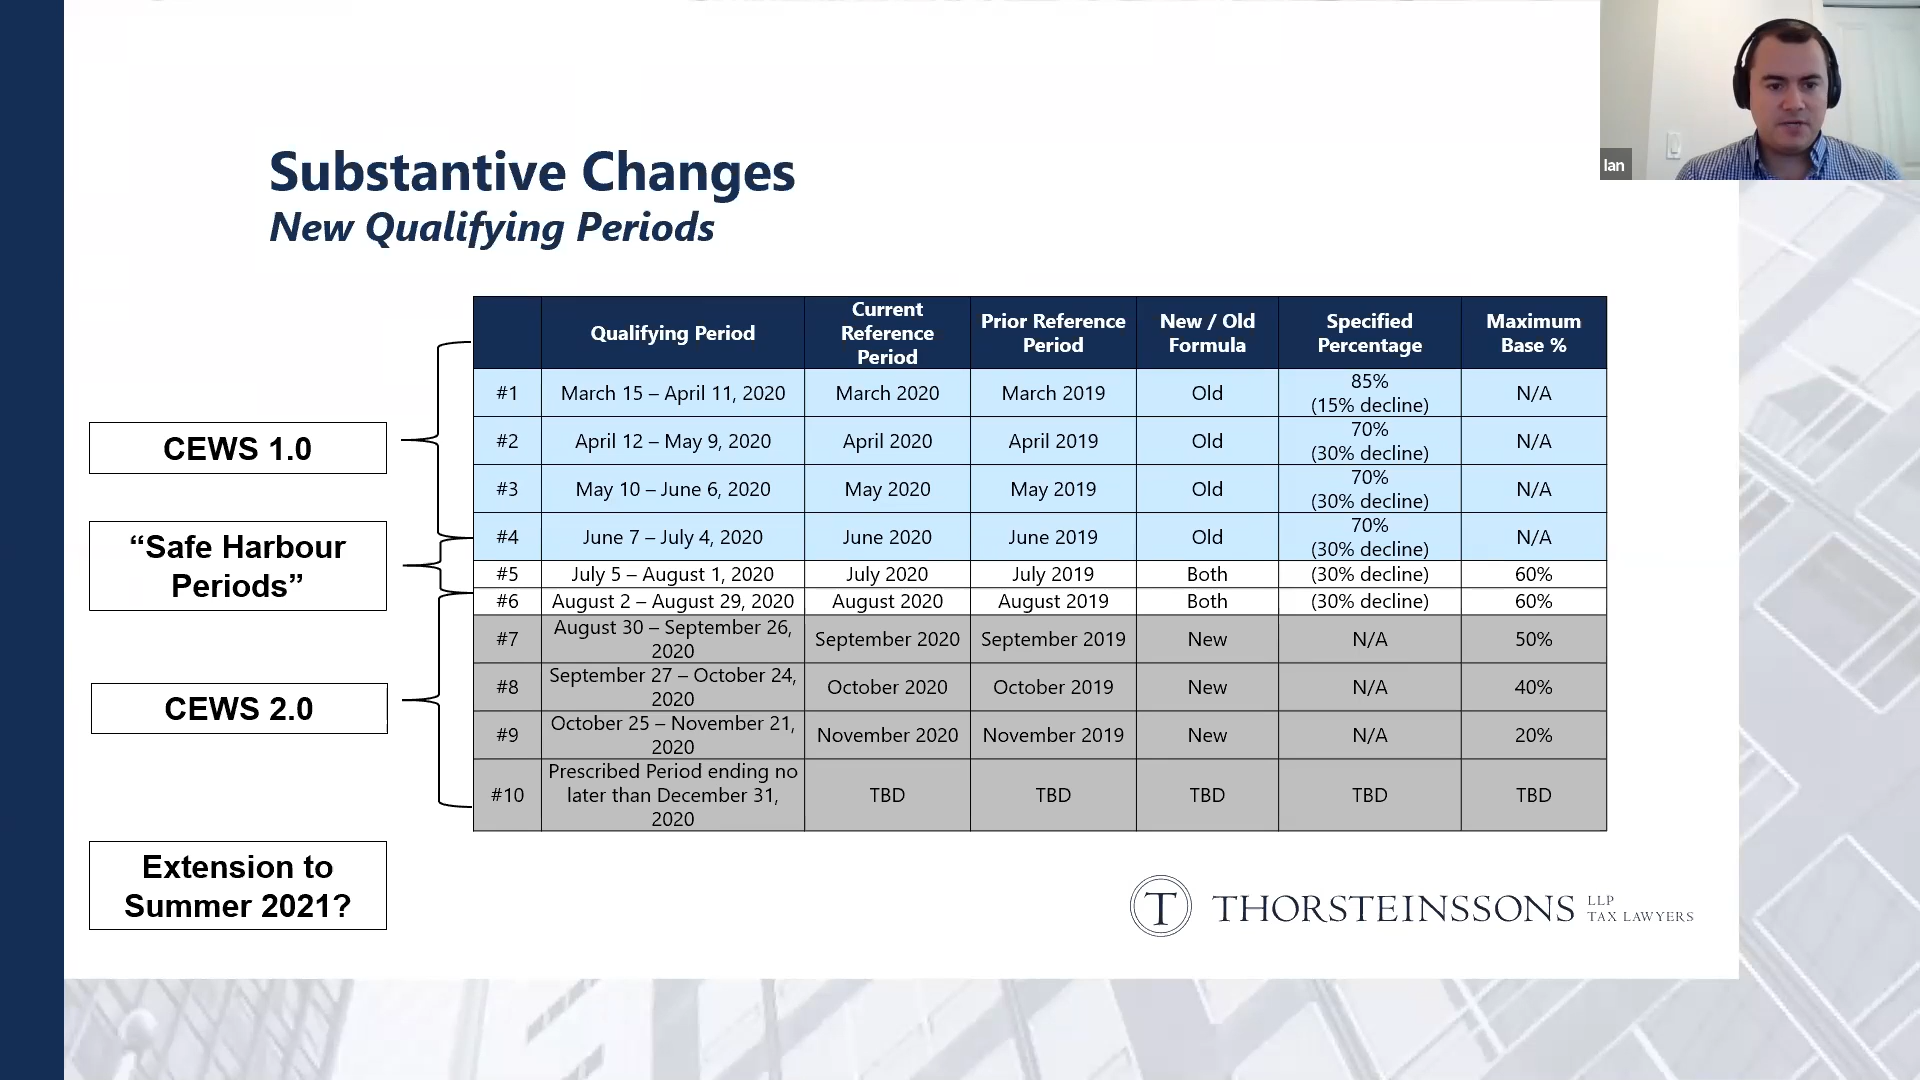 Ian
Substantive Changes
New Qualifying Periods
CEWS 1.0
“Safe Harbour
Periods”
CEWS 2.0
Extension to
Summer 2021?
Qualifying Period
Current
Reference
Period
Prior Reference
Period
New / Old
Formula
Specified
Percentage
Maximum
Base %
#1
March 15 – April 11, 2020
March 2020
March 2019
Old
85%
(15% decline)
N/A
#2
April 12 – May 9, 2020
April 2020
April 2019
Old
70%
(30% decline)
N/A
#3
May 10 – June 6, 2020
May 2020
May 2019
Old
70%
(30% decline)
N/A
#4
June 7 – July 4, 2020
June 2020
June 2019
Old
70%
(30% decline)
N/A
#5
July 5 – August 1, 2020
July 2020
July 2019
Both
(30% decline)
60%
#6
August 2 – August 29, 2020
August 2020
August 2019
Both
(30% decline)
60%
#7
August 30 – September 26,
2020
September 2020
September 2019
New
N/A
50%
#8
September 27 – October 24,
2020
October 2020
October 2019
New
N/A
40%
#9
October 25 – November 21,
2020
November 2020
November 2019
New
N/A
20%
#10
Prescribed Period ending no
later than December 31,
2020
TBD
TBD
TBD
TBD
TBD
T
THORSTEINSSONS
LLP
TAX LAWYERS